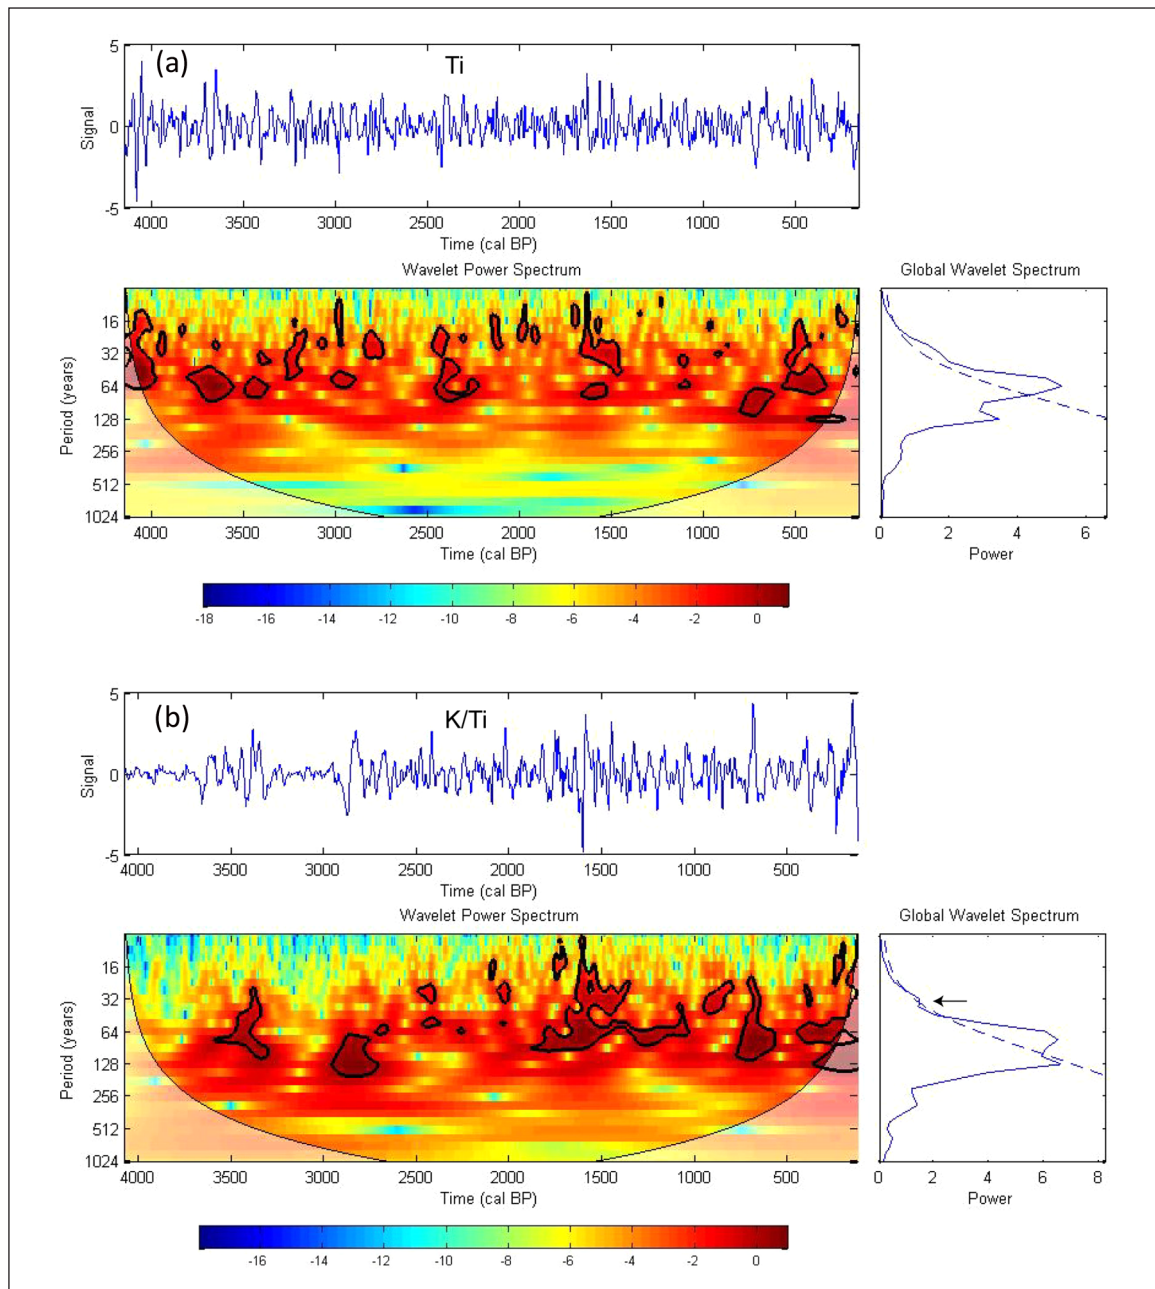 (a) Ti
5
0
-5
Signal
4000 3500 3000 2500 2000 1500 1000 500
Time (cal BP)
Wavelet Power Spectrum
16
32
64
128
256
512
1024
Period (years)
4000 3500 3000 2500 2000 1500 1000 500
Time (cal BP)
Global Wavelet Spectrum
0 2 4 6
Power
-18 -16 -14 -12 -10 -8 -6 -4 -2 0
(b) K/Ti
5
0
-5
Signal
4000 3500 3000 2500 2000 1500 1000 500
Time (cal BP)
Wavelet Power Spectrum
16
32
64
128
256
512
1024
Period (years)
4000 3500 3000 2500 2000 1500 1000 500
Time (cal BP)
Global Wavelet Spectrum
0 2 4 6 8
Power
-16 -14 -12 -10 -8 -6 -4 -2 0